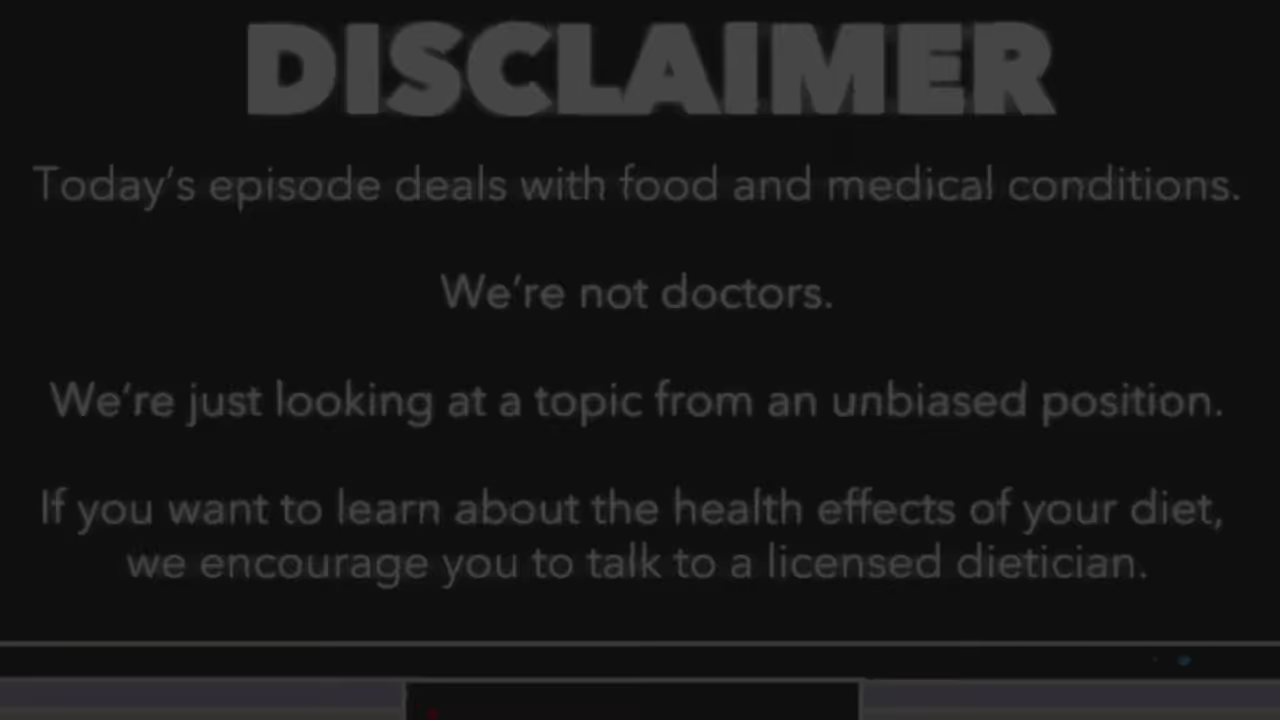 DISCLAIMER
Today's episode deals with food and medical conditions.
We're not doctors.
We're just looking at a topic from an unbiased position.
If you want to learn about the health effects of your diet,
we encourage you to talk to a licensed dietician.